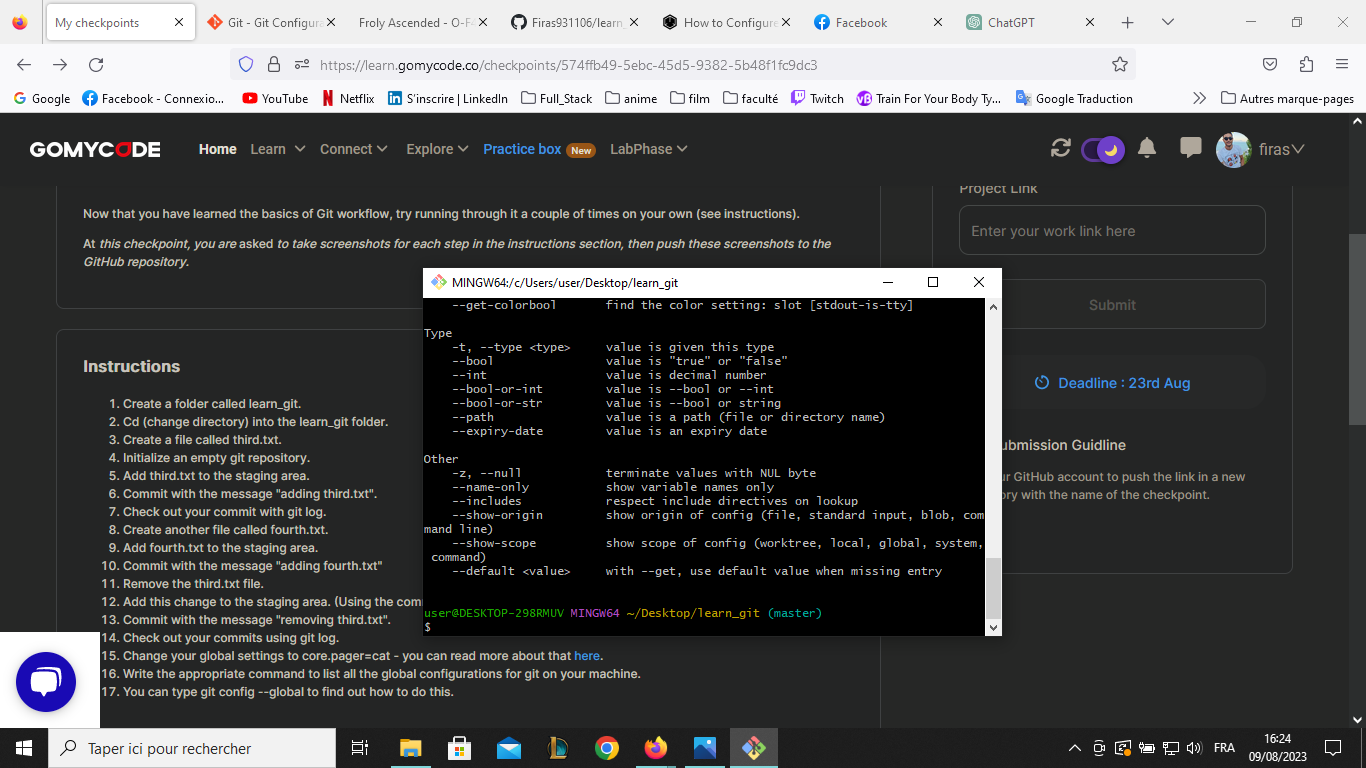 My checkpoints
Git - Git Configura
Froly Ascended - O-F
Firas931106/learn_
How to Configure
Facebook
ChatGPT
https://learn.gomycode.co/checkpoints/574ffb49-5ebc-45d5-9382-5b48f1fc9dc3
Google
Facebook - Connexio...
YouTube
Netflix
S'inscrire | LinkedIn
Full_Stack
anime
film
faculté
Twitch
Train For Your Body Ty...
Google Traduction
Autres marque-pages
GOMYCODE
Home
Learn
Connect
Explore
Practice box New
LabPhase
firas
Now that you have learned the basics of Git workflow, try running through it a couple of times on your own (see instructions).
At this checkpoint, you are asked to take screenshots for each step in the instructions section, then push these screenshots to the
GitHub repository.
Instructions
1. Create a folder called learn_git.
2. Cd (change directory) into the learn_git folder.
3. Create a file called third.txt.
4. Initialize an empty git repository.
5. Add third.txt to the staging area.
6. Commit with the message "adding third.txt".
7. Check out your commit with git log.
8. Create another file called fourth.txt.
9. Add fourth.txt to the staging area.
10. Commit with the message "adding fourth.txt"
11. Remove the third.txt file.
12. Add this change to the staging area. (Using the com
13. Commit with the message "removing third.txt".
14. Check out your commits using git log.
15. Change your global settings to core.pager=cat - you can read more about that here.
16. Write the appropriate command to list all the global configurations for git on your machine.
17. You can type git config --global to find out how to do this.
MINGW64:/c/Users/user/Desktop/learn_git
--get-colorbool find the color setting: slot [stdout-is-tty]
Type
-t, --type <type> value is given this type
--bool value is "true" or "false"
--int value is decimal number
--bool-or-int value is --bool or --int
--bool-or-str value is --bool or string
--path value is a path (file or directory name)
--expiry-date value is an expiry date
Other
-z, --null terminate values with NUL byte
--name-only show variable names only
--includes respect include directives on lookup
--show-origin show origin of config (file, standard input, blob, com
mand line)
--show-scope show scope of config (worktree, local, global, system,
command)
--default <value> with --get, use default value when missing entry
user@DESKTOP-298RMUV MINGW64 ~/Desktop/learn_git (master)
$
Project Link
Enter your work link here
Submit
Deadline : 23rd Aug
ubmission Guidline
ur GitHub account to push the link in a new
ory with the name of the checkpoint.
Taper ici pour rechercher
FRA
16:24
09/08/2023